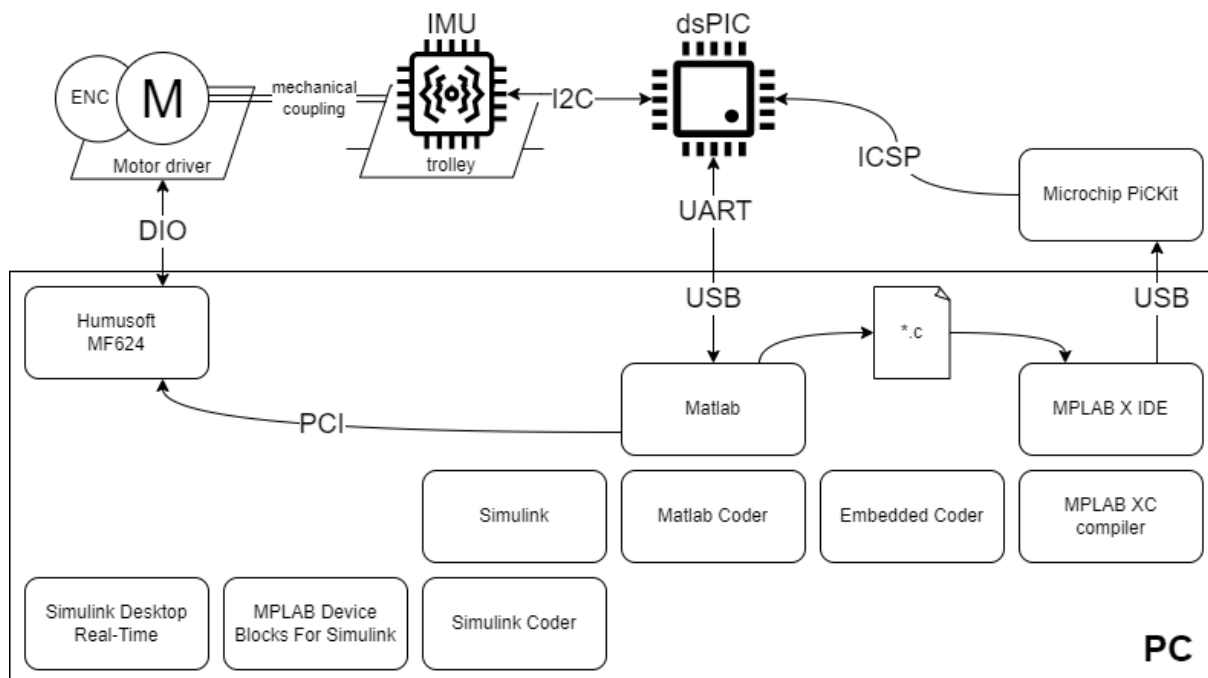 IMU
dsPIC
ENC
M
mechanical
coupling
I2C
Motor driver
trolley
ICSP
Microchip PiCKit
DIO
UART
USB
USB
Humusoft
MF624
*.c
Matlab
MPLAB X IDE
PCI
Simulink
Matlab Coder
Embedded Coder
MPLAB XC
compiler
Simulink Desktop
Real-Time
MPLAB Device
Blocks For Simulink
Simulink Coder
PC